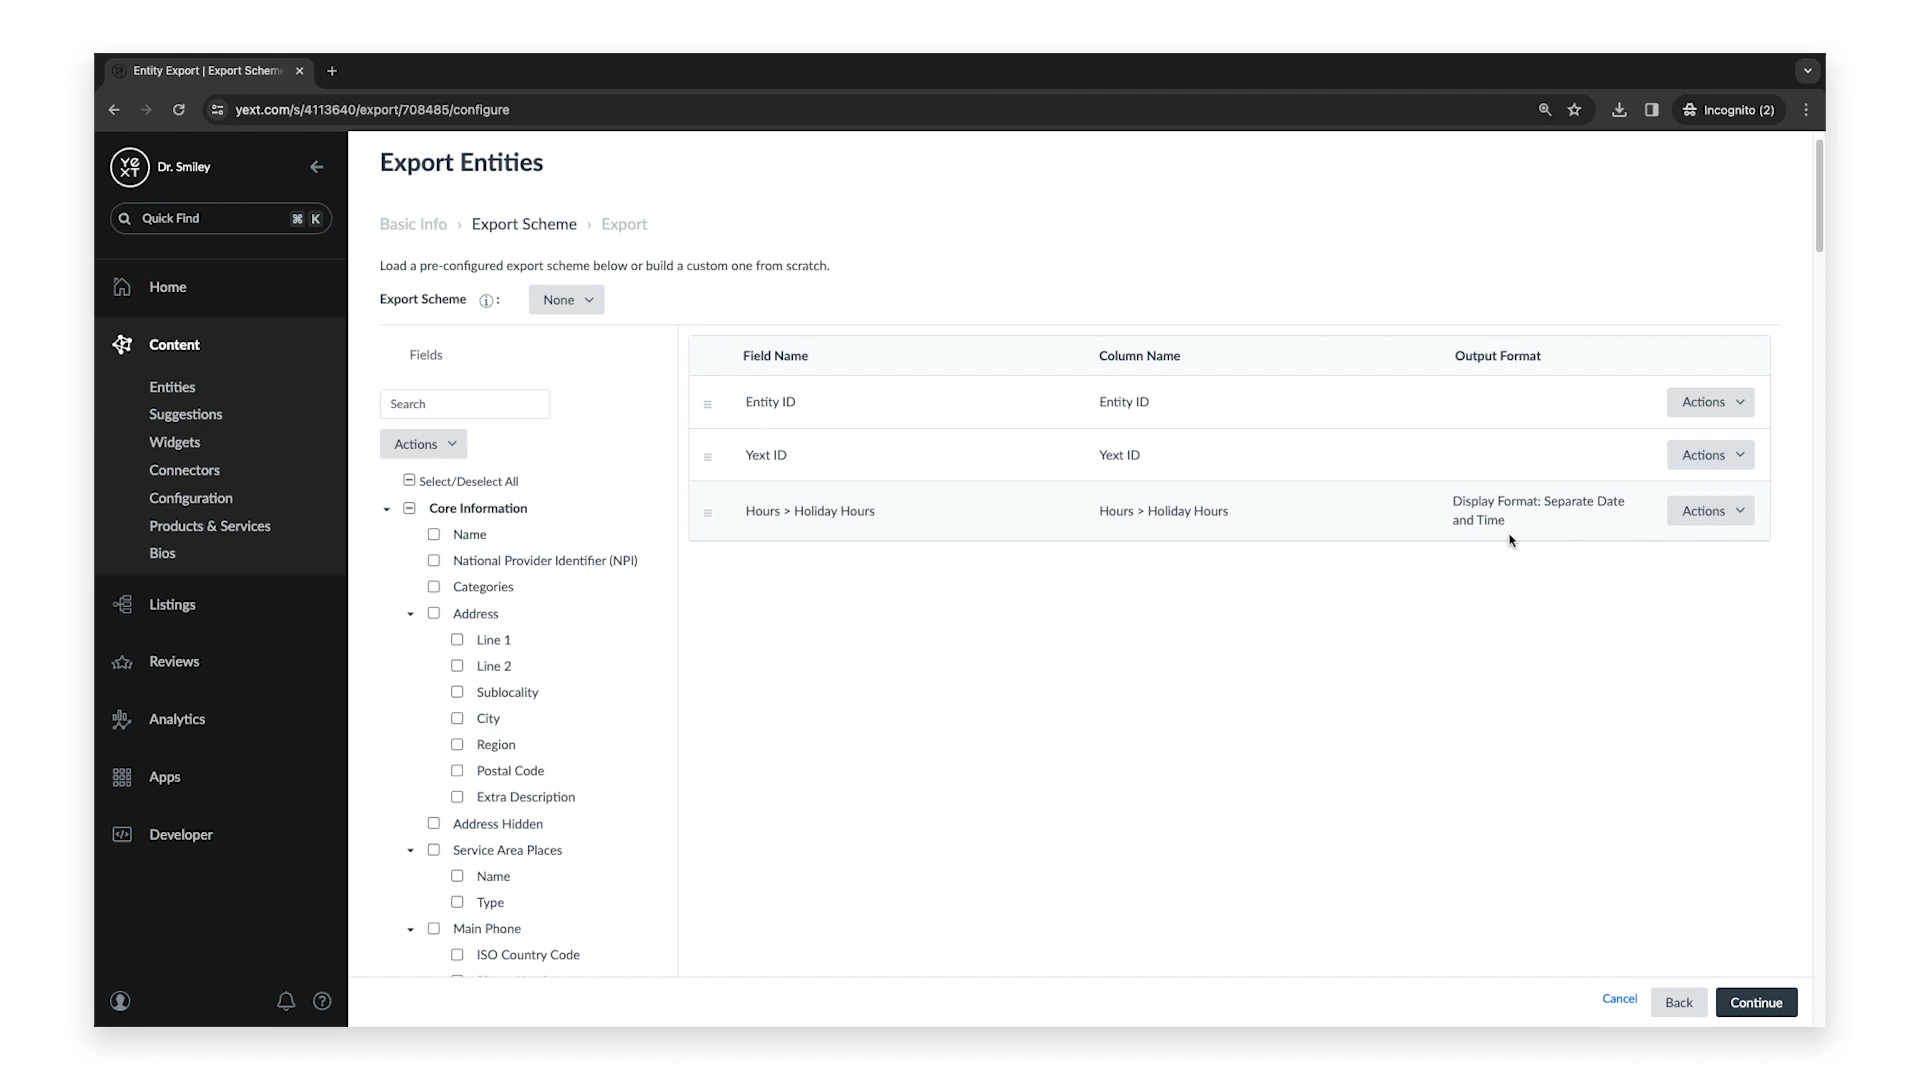 Entity Export | Export Scheme
yext.com/s/4113640/export/708485/configure
Incognito (2)
YEXT
Dr. Smiley
Quick Find
⌘ K
Home
Content
Entities
Suggestions
Widgets
Connectors
Configuration
Products & Services
Bios
Listings
Reviews
Analytics
Apps
Developer
Export Entities
Basic Info › Export Scheme › Export
Load a pre-configured export scheme below or build a custom one from scratch.
Export Scheme ⓘ :
None
Fields
Search
Actions
Select/Deselect All
Core Information
Name
National Provider Identifier (NPI)
Categories
Address
Line 1
Line 2
Sublocality
City
Region
Postal Code
Extra Description
Address Hidden
Service Area Places
Name
Type
Main Phone
ISO Country Code
Field Name Column Name Output Format
Entity ID Entity ID Actions
Yext ID Yext ID Actions
Hours > Holiday Hours Hours > Holiday Hours Display Format: Separate Date
and Time Actions
Cancel
Back
Continue